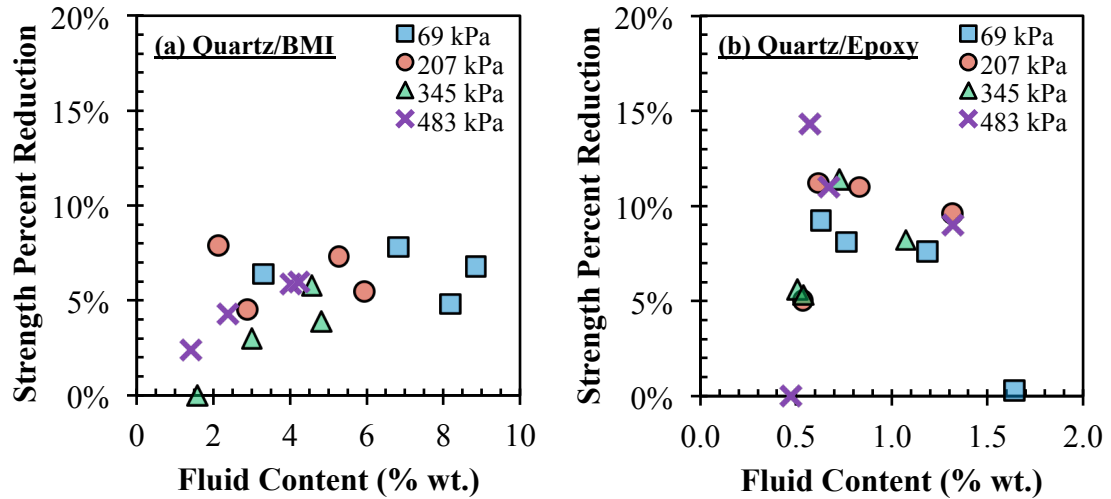 (a) Quartz/BMI
69 kPa
207 kPa
345 kPa
483 kPa
Strength Percent Reduction
20%
15%
10%
5%
0%
0 2 4 6 8 10
Fluid Content (% wt.)
(b) Quartz/Epoxy
69 kPa
207 kPa
345 kPa
483 kPa
Strength Percent Reduction
20%
15%
10%
5%
0%
0.0 0.5 1.0 1.5 2.0
Fluid Content (% wt.)